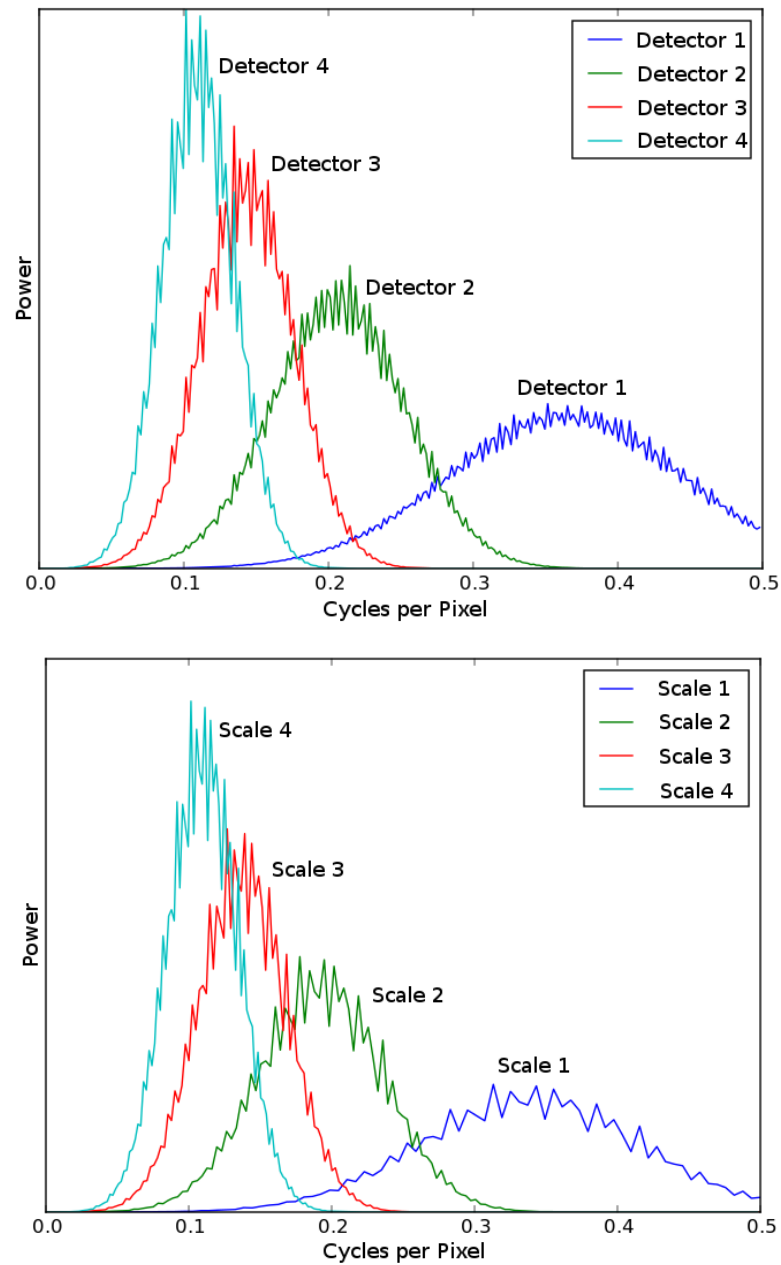 Detector 4
Detector 3
Detector 2
Detector 1
Detector 1
Detector 2
Detector 3
Detector 4
Power
0.0 0.1 0.2 0.3 0.4 0.5
Cycles per Pixel
Scale 4
Scale 3
Scale 2
Scale 1
Scale 1
Scale 2
Scale 3
Scale 4
Power
0.0 0.1 0.2 0.3 0.4 0.5
Cycles per Pixel